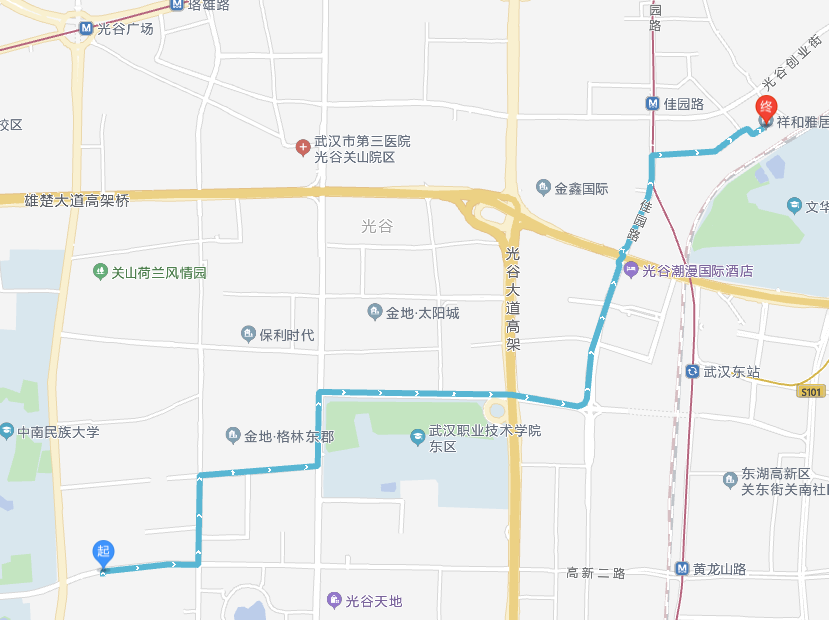 珞雄路
光谷广场
园
路
光谷创业街
佳园路
终
祥和雅居
校区
武汉市第三医院
光谷关山院区
金鑫国际
雄楚大道高架桥
文华
光谷
佳园路
光谷大道高架
关山荷兰风情园
光谷潮漫国际酒店
金地·太阳城
保利时代
武汉东站
S101
中南民族大学
金地·格林东郡
武汉职业技术学院
东区
东湖高新区
关东街关南社区
起
高新二路
黄龙山路
光谷天地